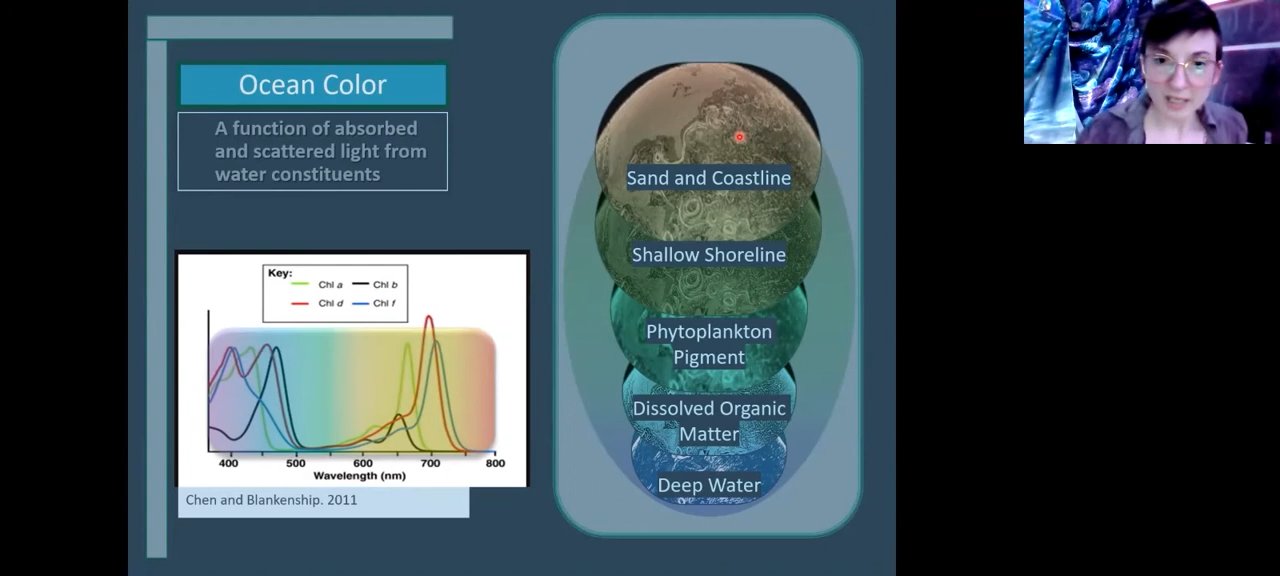 Ocean Color
A function of absorbed
and scattered light from
water constituents
Key:
Chl a
Chl b
Chl d
Chl f
400
500
600
700
800
Wavelength (nm)
Chen and Blankenship. 2011
Sand and Coastline
Shallow Shoreline
Phytoplankton
Pigment
Dissolved Organic
Matter
Deep Water